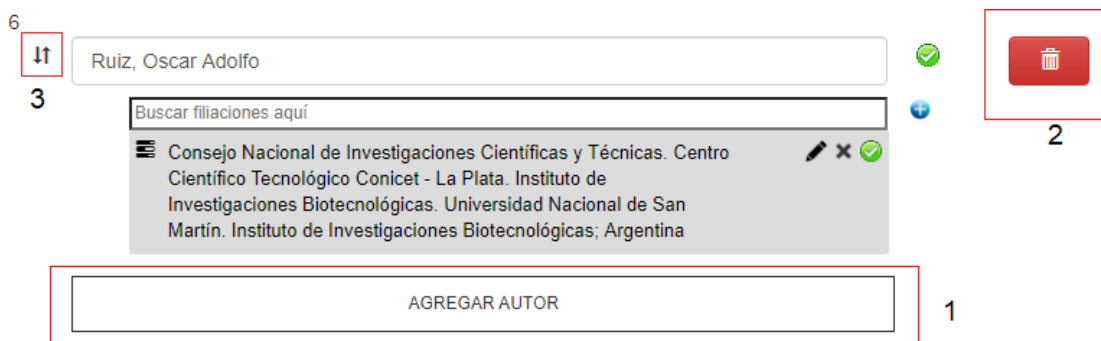 6
Ruiz, Oscar Adolfo
3
2
Buscar filiaciones aquí
Consejo Nacional de Investigaciones Científicas y Técnicas. Centro
Científico Tecnológico Conicet - La Plata. Instituto de
Investigaciones Biotecnológicas. Universidad Nacional de San
Martín. Instituto de Investigaciones Biotecnológicas; Argentina
AGREGAR AUTOR
1